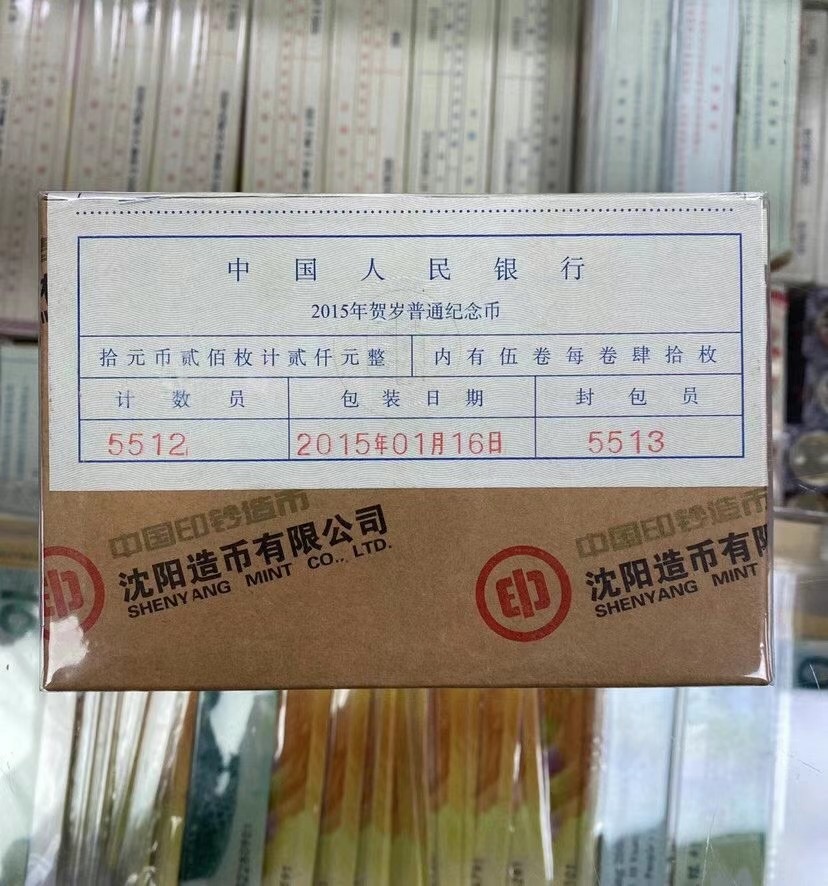 中国人民银行
2015年贺岁普通纪念币
拾元币贰佰枚计贰仟元整 内有伍卷每卷肆拾枚
计数员 包装日期 封包员
5512 2015年01月16日 5513
中国印钞造币
沈阳造币有限公司
SHENYANG MINT CO., LTD.
中国印钞造币
沈阳造币有限
SHENYANG MINT